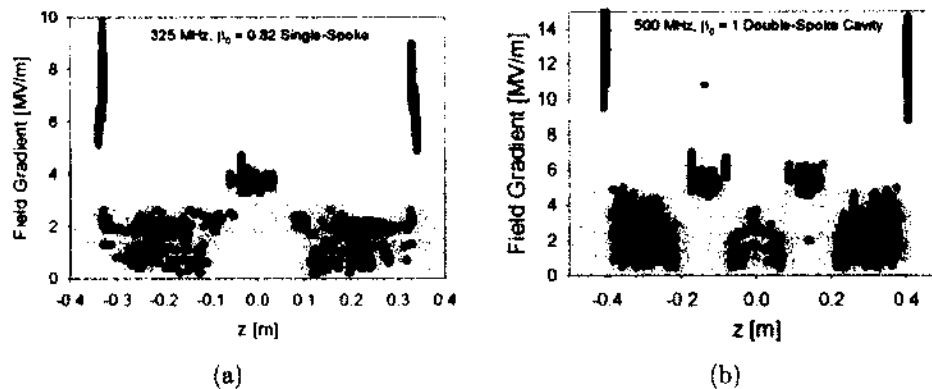 325 MHz, β₀ = 0.82 Single-Spoke
Field Gradient [MV/m]
10
8
6
4
2
0
-0.4 -0.3 -0.2 -0.1 0.0 0.1 0.2 0.3 0.4
z [m]
(a)
500 MHz, β₀ = 1 Double-Spoke Cavity
Field Gradient [MV/m]
14
12
10
8
6
4
2
0
-0.4 -0.2 0.0 0.2 0.4
z [m]
(b)